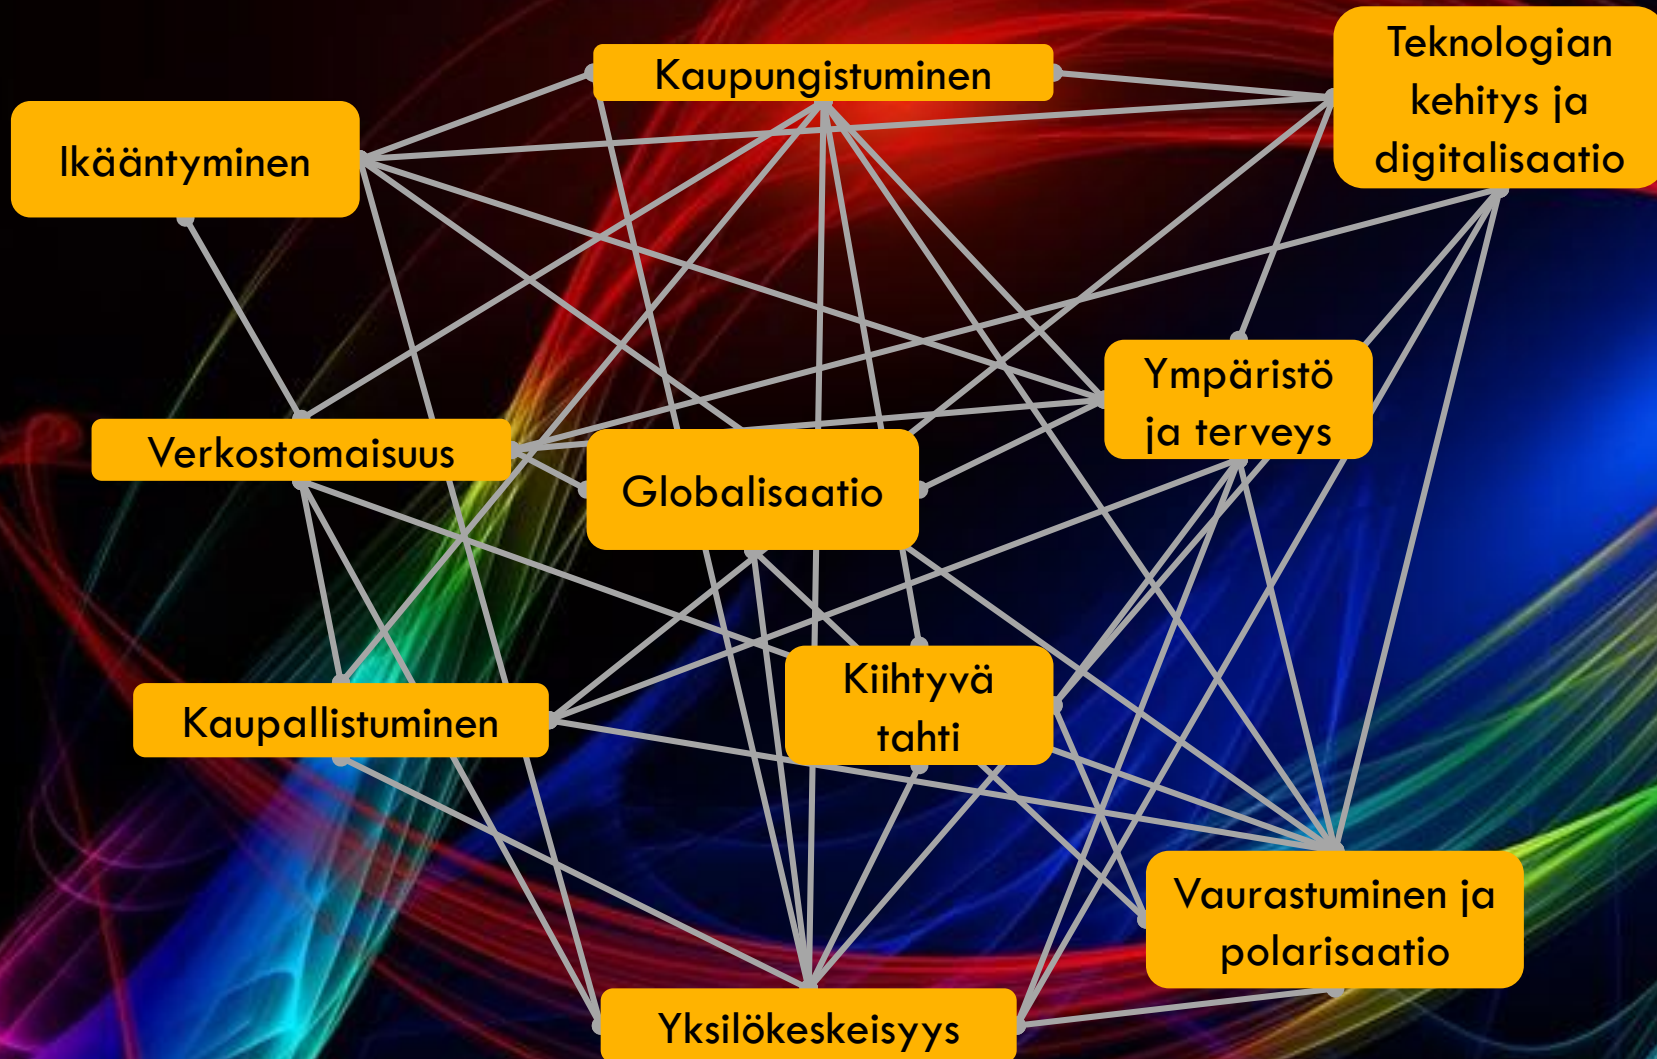 Kaupungistuminen
Teknologian
kehitys ja
digitalisaatio
Ikääntyminen
Ympäristö
ja terveys
Verkostomaisuus
Globalisaatio
Kiihtyvä
tahti
Kaupallistuminen
Vaurastuminen ja
polarisaatio
Yksilökeskeisyys